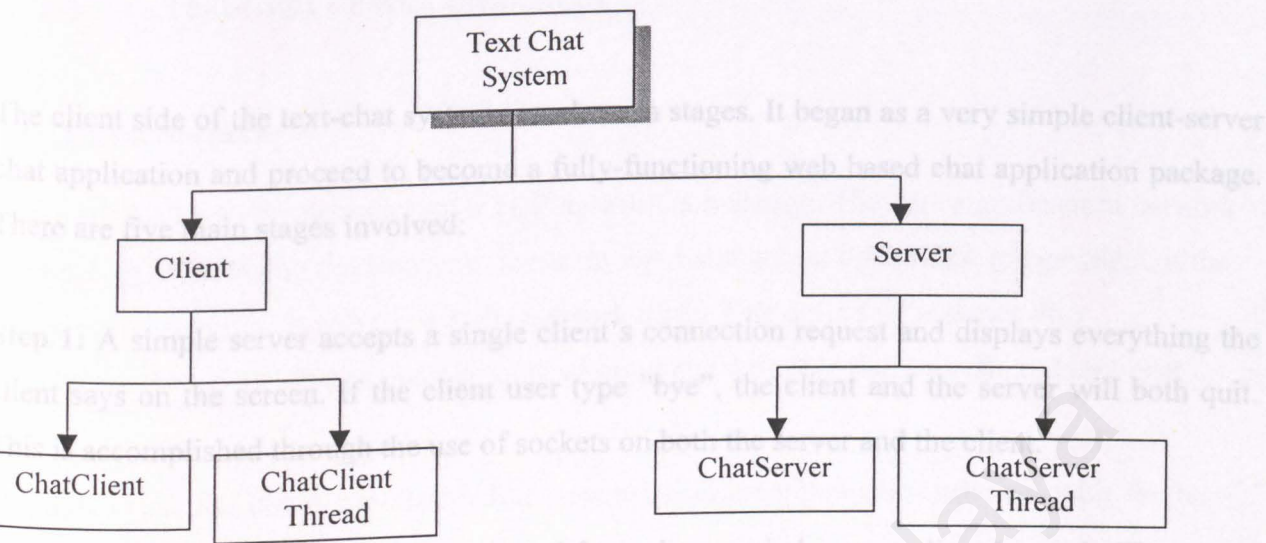 Text Chat
System
The client side of the text-chat stages. It began as a very simple client-server
chat application and proceed to become a fully-functioning web based chat application package.
There are five main stages involved:
Client
Server
Step 1: A simple server accepts a single client's connection request and displays everything the
client says on the screen. If the client user type "bye", the client and the server will both quit.
This is accomplished through the use of sockets on both the server and the client.
ChatClient
ChatClient
Thread
ChatServer
ChatServer
Thread
laya